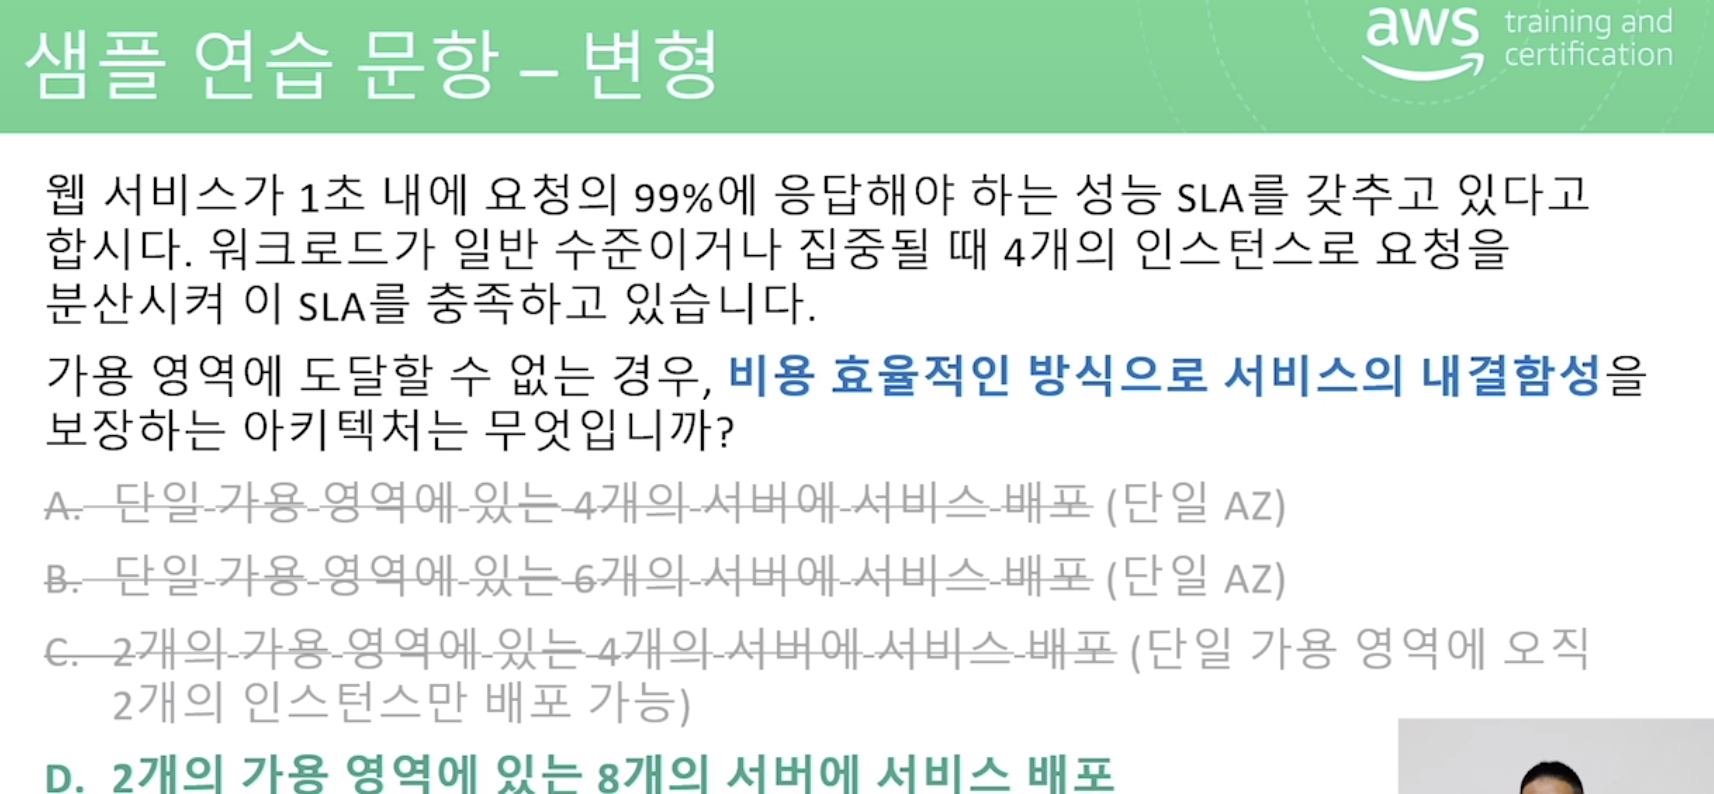 샘플 연습 문항 – 변형
aws training and certification
웹 서비스가 1초 내에 요청의 99%에 응답해야 하는 성능 SLA를 갖추고 있다고
합시다. 워크로드가 일반 수준이거나 집중될 때 4개의 인스턴스로 요청을
분산시켜 이 SLA를 충족하고 있습니다.
가용 영역에 도달할 수 없는 경우, 비용 효율적인 방식으로 서비스의 내결함성을
보장하는 아키텍처는 무엇입니까?
A. 단일 가용 영역에 있는 4개의 서버에 서비스 배포 (단일 AZ)
B. 단일 가용 영역에 있는 6개의 서버에 서비스 배포 (단일 AZ)
C. 2개의 가용 영역에 있는 4개의 서버에 서비스 배포 (단일 가용 영역에 오직
2개의 인스턴스만 배포 가능)
D. 2개의 가용 영역에 있는 8개의 서버에 서비스 배포